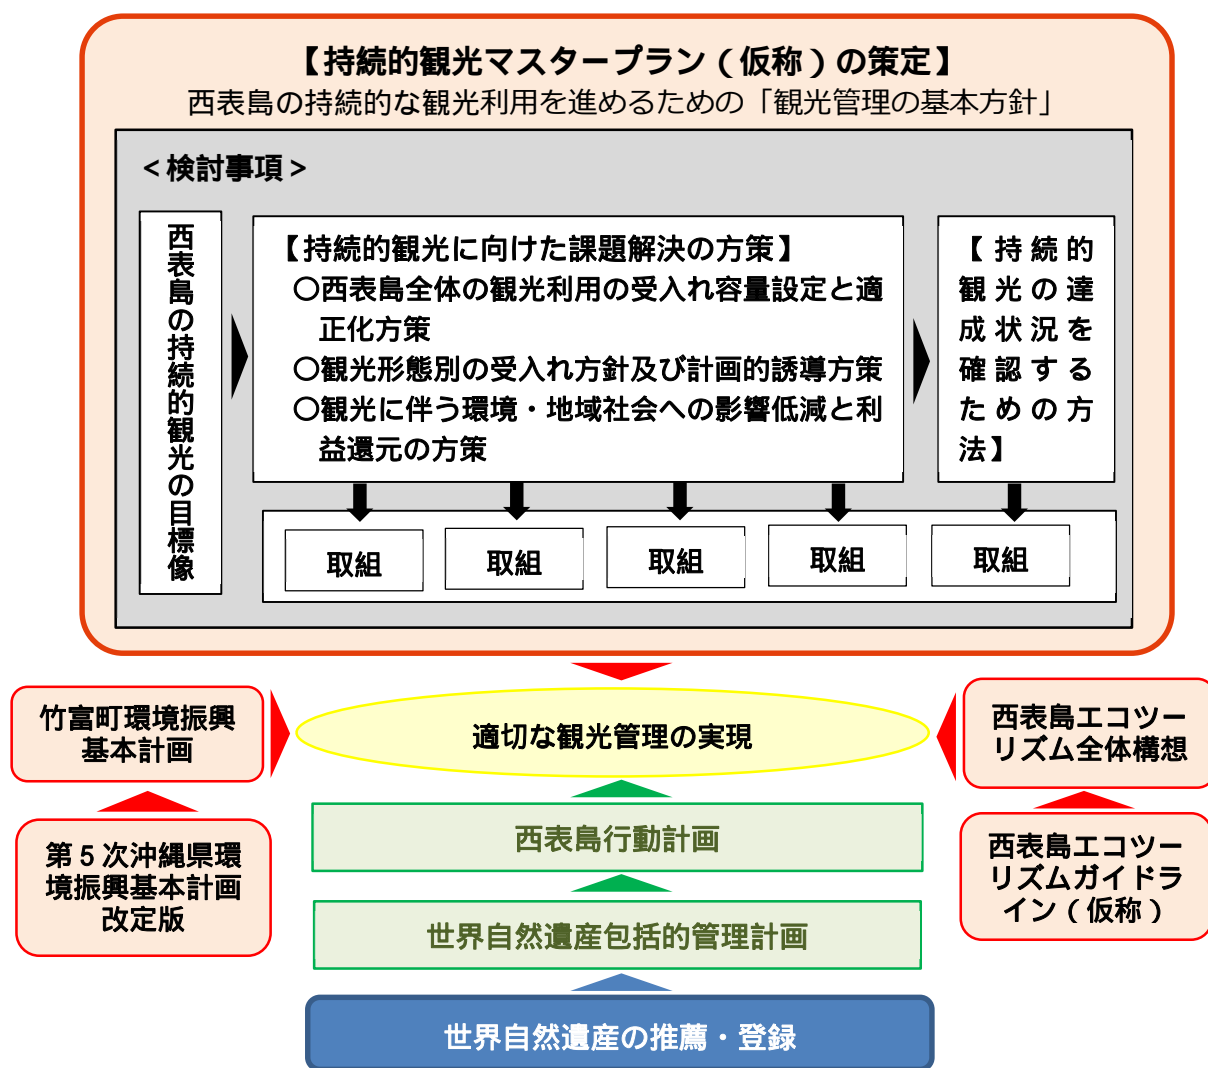 【持続的観光マスタープラン（仮称）の策定】
西表島の持続的な観光利用を進めるための「観光管理の基本方針」
＜検討事項＞
西表島の持続的観光の目標像
【持続的観光に向けた課題解決の方策】
○西表島全体の観光利用の受入れ容量設定と適
正化方策
○観光形態別の受入れ方針及び計画的誘導方策
○観光に伴う環境・地域社会への影響低減と利
益還元の方策
【持続的
観光の達
成状況を
確認する
ための方
法】
取組
取組
取組
取組
取組
竹富町環境振興
基本計画
適切な観光管理の実現
西表島エコツー
リズム全体構想
第５次沖縄県環
境振興基本計画
改定版
西表島行動計画
西表島エコツー
リズムガイドラ
イン（仮称）
世界自然遺産包括的管理計画
世界自然遺産の推薦・登録